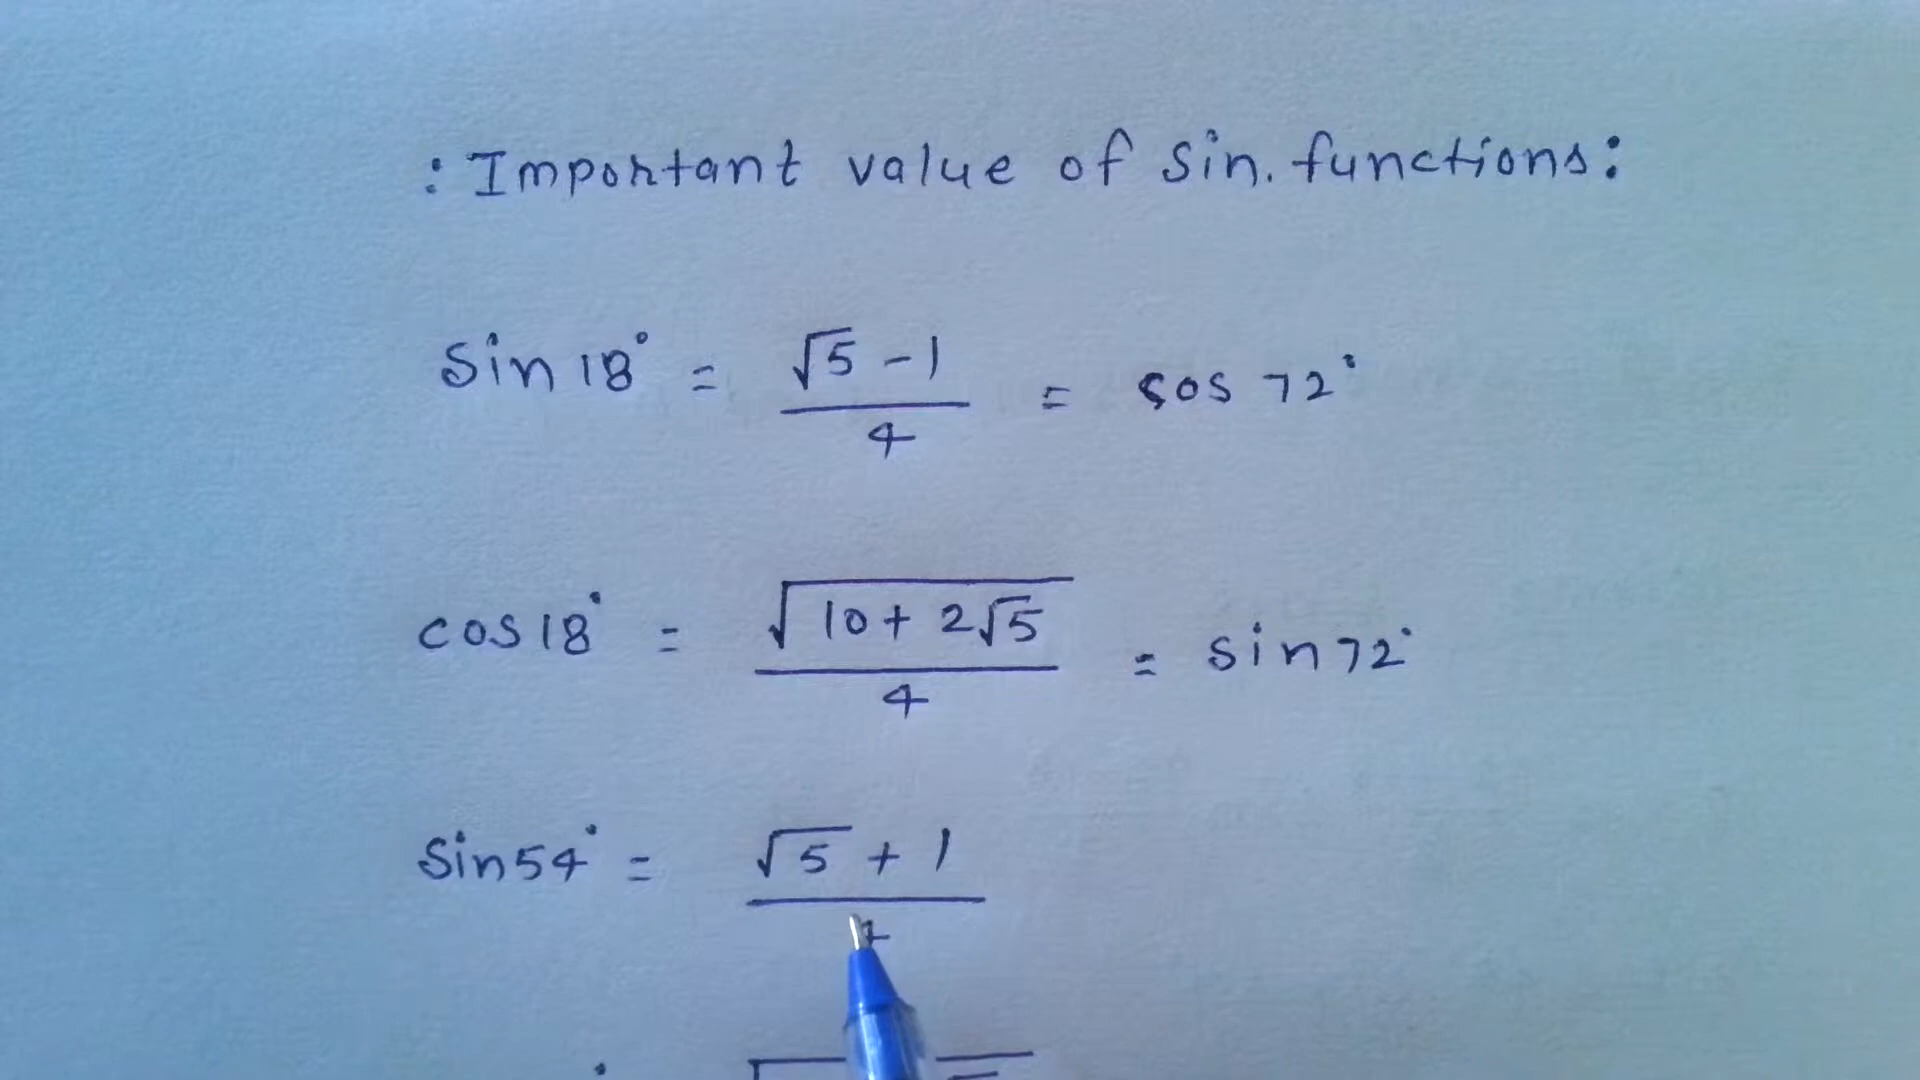 : Important value of Sin. functions:
Sin 18° = (√5 - 1)/4 = cos 72°
cos 18° = √(10 + 2√5)/4 = sin 72°
Sin 54° = (√5 + 1)/4